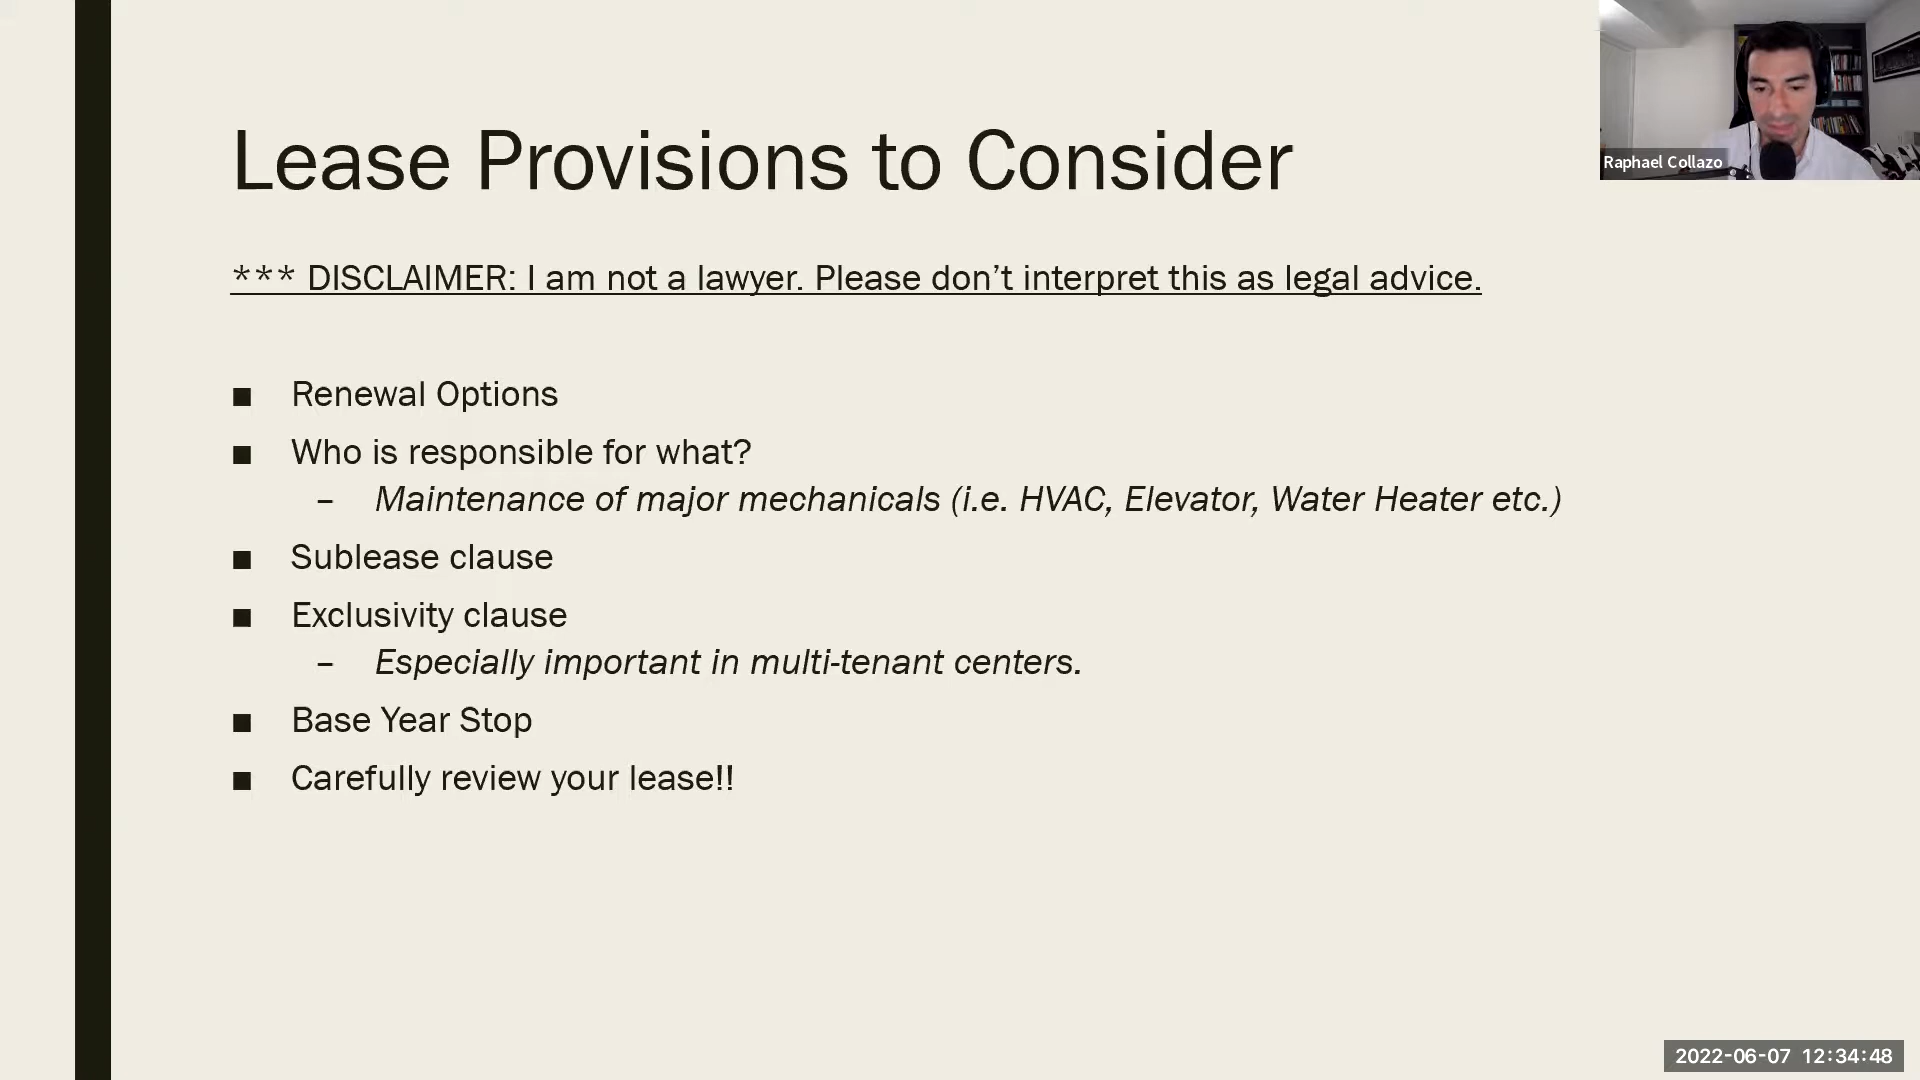 Lease Provisions to Consider
Raphael Collazo
*** DISCLAIMER: I am not a lawyer. Please don’t interpret this as legal advice.
■ Renewal Options
■ Who is responsible for what?
– Maintenance of major mechanicals (i.e. HVAC, Elevator, Water Heater etc.)
■ Sublease clause
■ Exclusivity clause
– Especially important in multi-tenant centers.
■ Base Year Stop
■ Carefully review your lease!!
2022-06-07 12:34:48